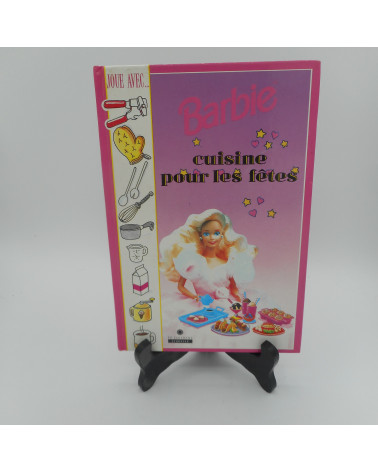 JOUE AVEC...
Barbie
cuisine
pour les fêtes